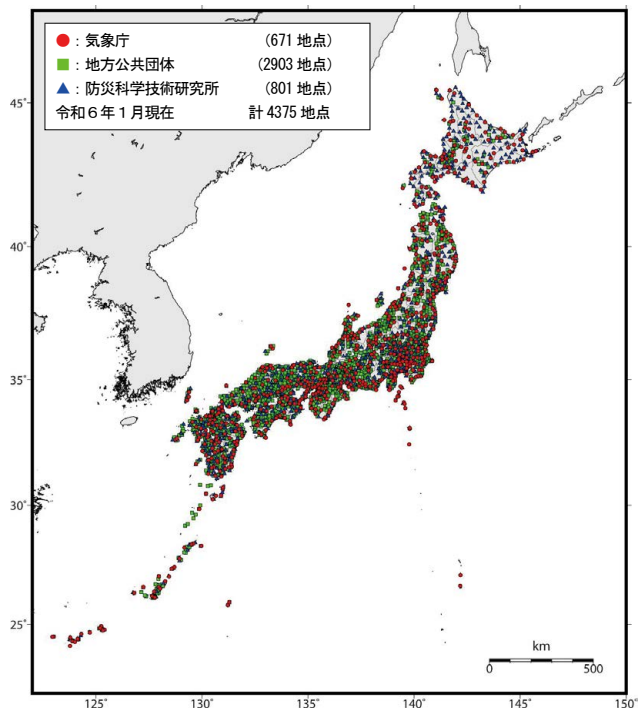 ●：気象庁 (671 地点)
■：地方公共団体 (2903 地点)
▲：防災科学技術研究所 (801 地点)
令和６年１月現在 計 4375 地点
45°
40°
35°
30°
25°
km
0 500
125° 130° 135° 140° 145° 150°